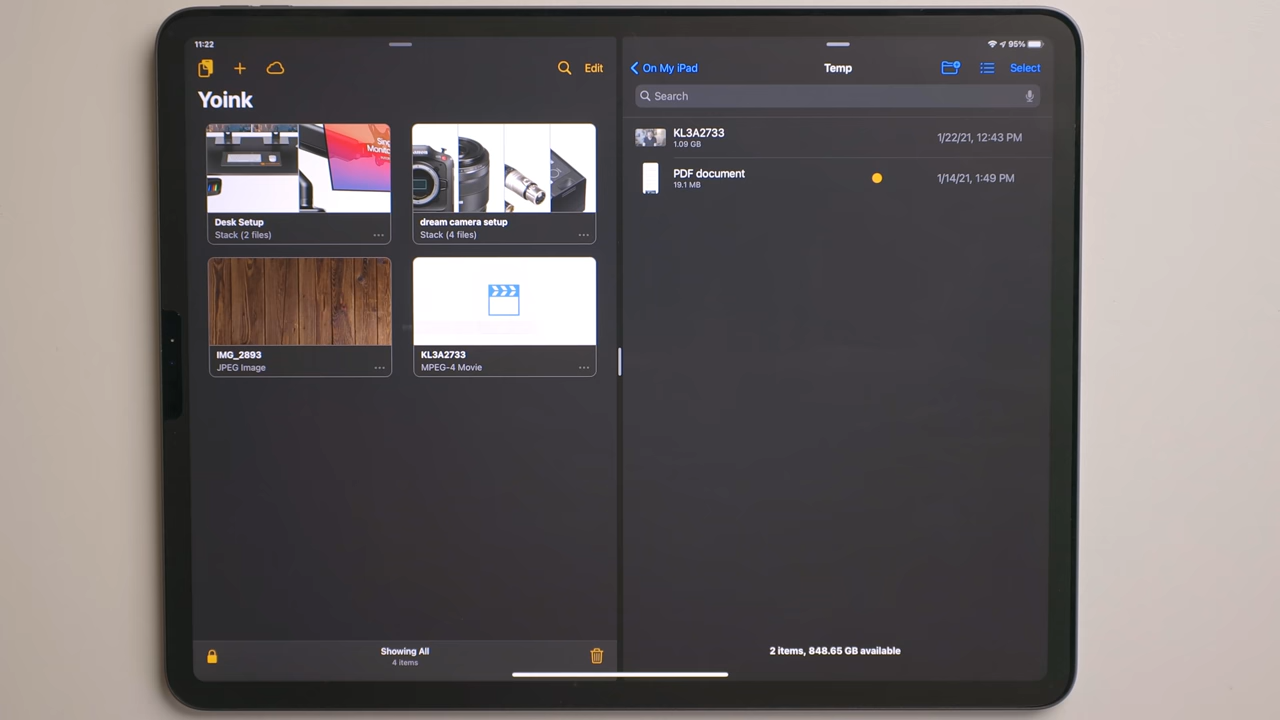 11:22
Edit
Yoink
Sing
Monito
Desk Setup
Stack (2 files)
dream camera setup
Stack (4 files)
IMG_2893
JPEG Image
KL3A2733
MPEG-4 Movie
Showing All
4 items
95%
On My iPad
Temp
Select
Search
KL3A2733
1.09 GB
1/22/21, 12:43 PM
PDF document
19.1 MB
1/14/21, 1:49 PM
2 items, 848.65 GB available